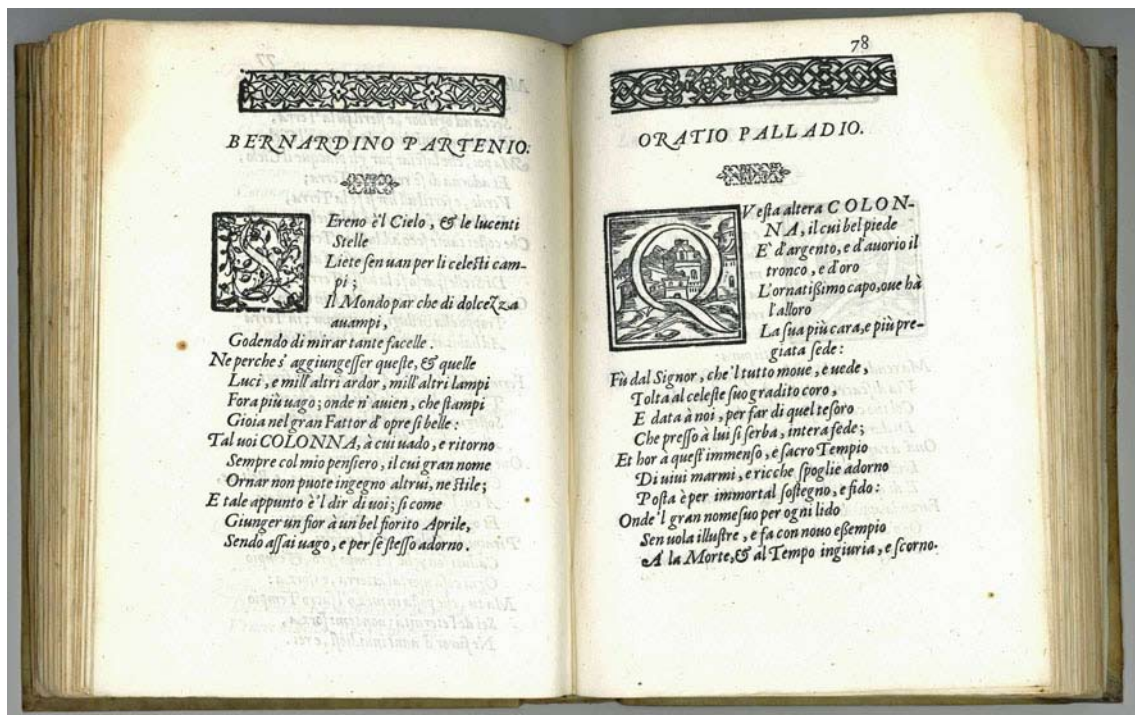 BERNARDINO PARTENIO.
SEreno è'l Cielo, & le lucenti
Stelle
Liete sen uan per li celesti cam-
pi;
Il Mondo par che di dolcezza
auampi,
Godendo di mirar tante facelle.
Ne perche s'aggiungesser queste, & quelle
Luci, e mill'altri ardor, mill'altri lampi
Fora più uago; onde n'auien, che stampi
Gioia nel gran Fattor d'opre si belle:
Tal uoi COLONNA, à cui uado, e ritorno
Sempre col mio pensiero, il cui gran nome
Ornar non puote ingegno altrui, ne stile;
E tale appunto è'l dir di uoi; si come
Giunger un fior à un bel fiorito Aprile,
Sendo assai uago, e per se stesso adorno.
78
ORATIO PALLADIO.
QVesta altera COLON-
NA, il cui bel piede
E' d'argento, e d'auorio il
tronco, e d'oro
L'ornatissimo capo, oue hà
l'alloro
La sua più cara, e più pre-
giata sede:
Fù dal Signor, che'l tutto moue, e uede,
Tolta al celeste suo gradito coro,
E data à noi, per far di quel tesoro
Che presso à lui si serba, intera fede;
Et hor à quest'immenso, e sacro Tempio
Di uiui marmi, e ricche spoglie adorno
Posta è per immortal sostegno, e fido:
Onde'l gran nome suo per ogni lido
Sen uola illustre, e fa con nouo essempio
A la Morte, & al Tempo ingiuria, e scorno.